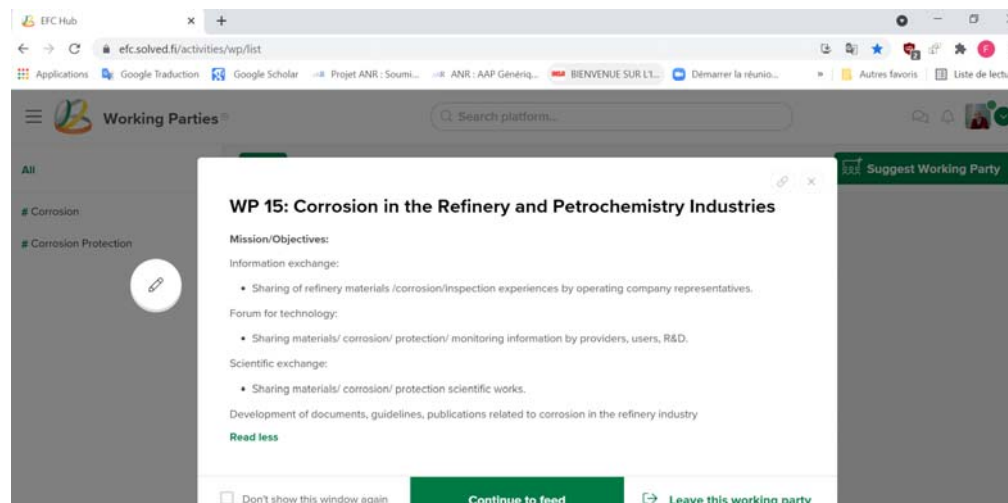 EFC Hub
efc.solved.fi/activities/wp/list
Applications Google Traduction Google Scholar Projet ANR : Soumi... ANR : AAP Génériq... BIENVENUE SUR L'I... Démarrer la réunio... » Autres favoris Liste de lectu
Working Parties
Search platform...
All
Suggest Working Party
# Corrosion
# Corrosion Protection
WP 15: Corrosion in the Refinery and Petrochemistry Industries
Mission/Objectives:
Information exchange:
• Sharing of refinery materials /corrosion/inspection experiences by operating company representatives.
Forum for technology:
• Sharing materials/ corrosion/ protection/ monitoring information by providers, users, R&D.
Scientific exchange:
• Sharing materials/ corrosion/ protection scientific works.
Development of documents, guidelines, publications related to corrosion in the refinery industry
Read less
Don't show this window again
Continue to feed
Leave this working party